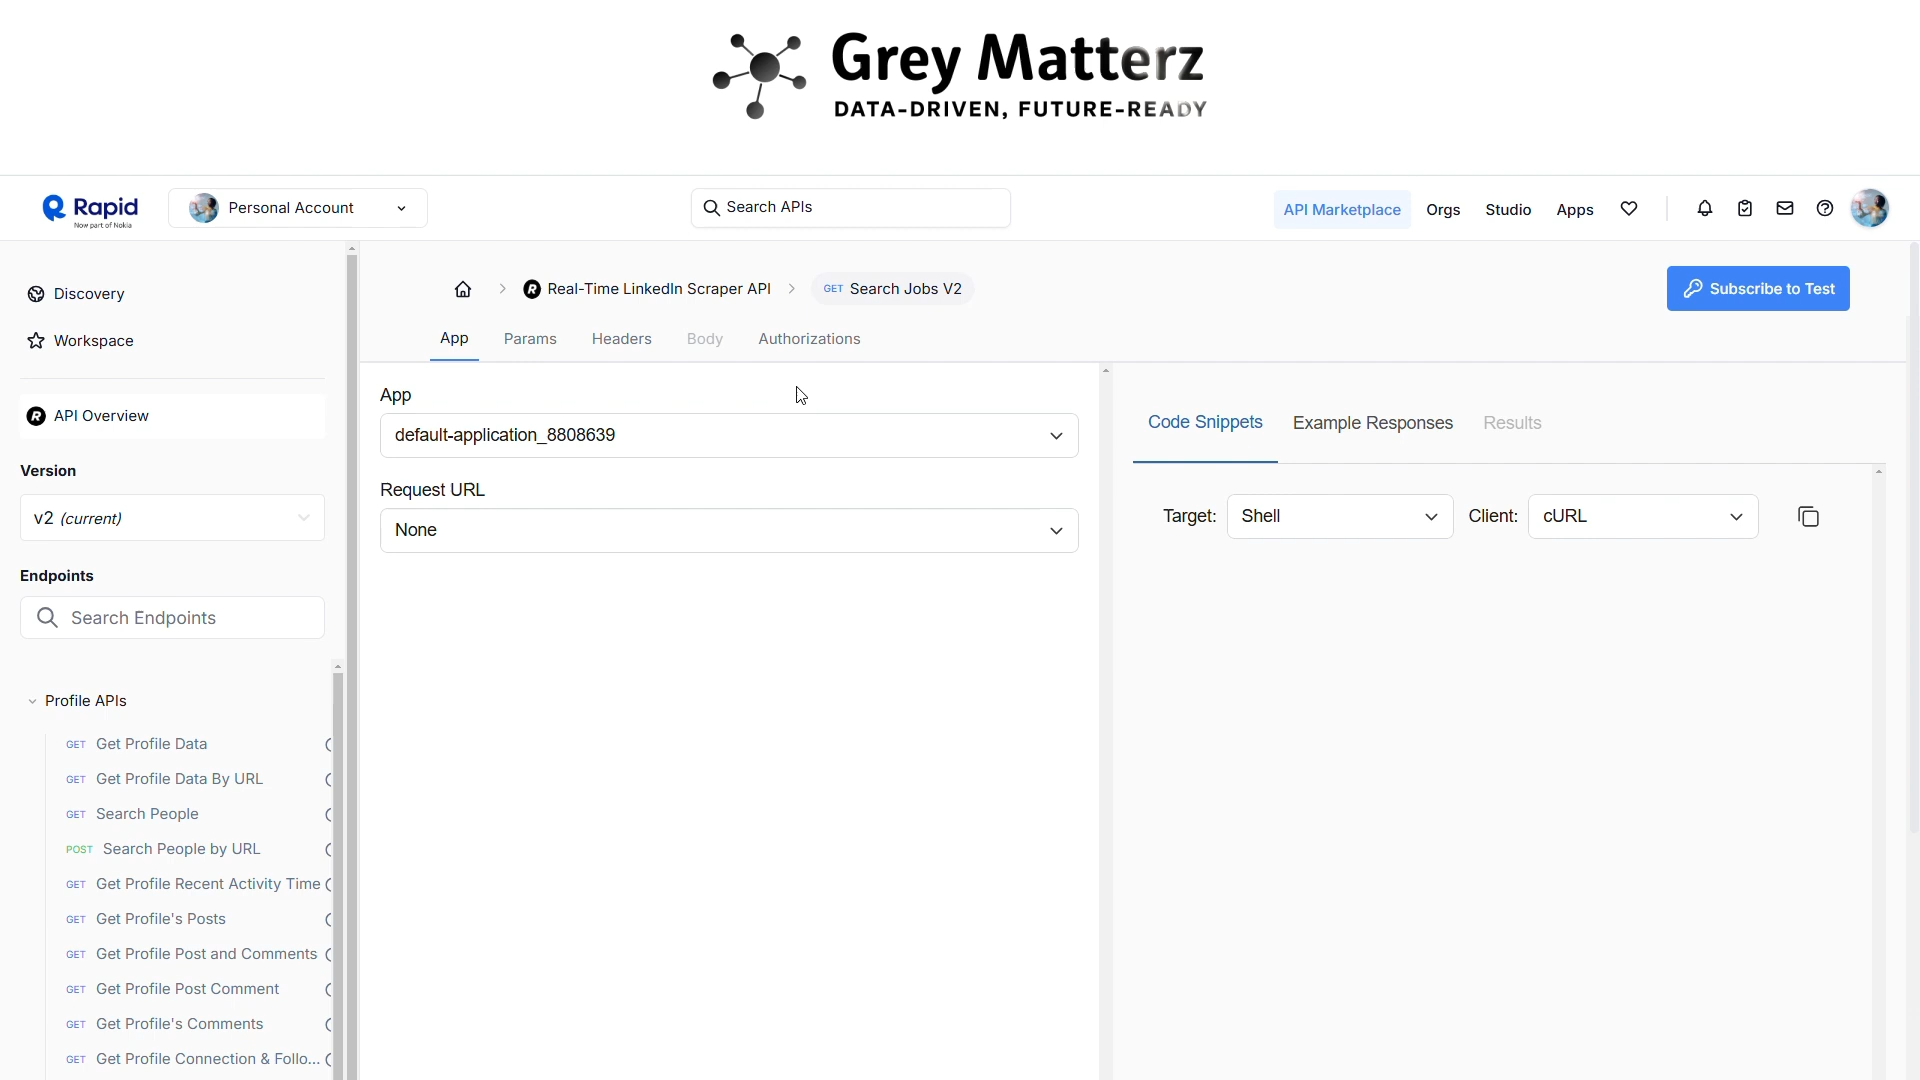 Grey Matterz
DATA-DRIVEN, FUTURE-READY
Rapid
Now part of Nokia
Personal Account
Search APIs
API Marketplace
Orgs
Studio
Apps
Discovery
Workspace
API Overview
Version
v2 (current)
Endpoints
Search Endpoints
Profile APIs
GET Get Profile Data
GET Get Profile Data By URL
GET Search People
POST Search People by URL
GET Get Profile Recent Activity Time
GET Get Profile's Posts
GET Get Profile Post and Comments
GET Get Profile Post Comment
GET Get Profile's Comments
GET Get Profile Connection & Follo...
R Real-Time LinkedIn Scraper API
GET Search Jobs V2
Subscribe to Test
App
Params
Headers
Body
Authorizations
App
default-application_8808639
Request URL
None
Code Snippets
Example Responses
Results
Target: Shell
Client: cURL